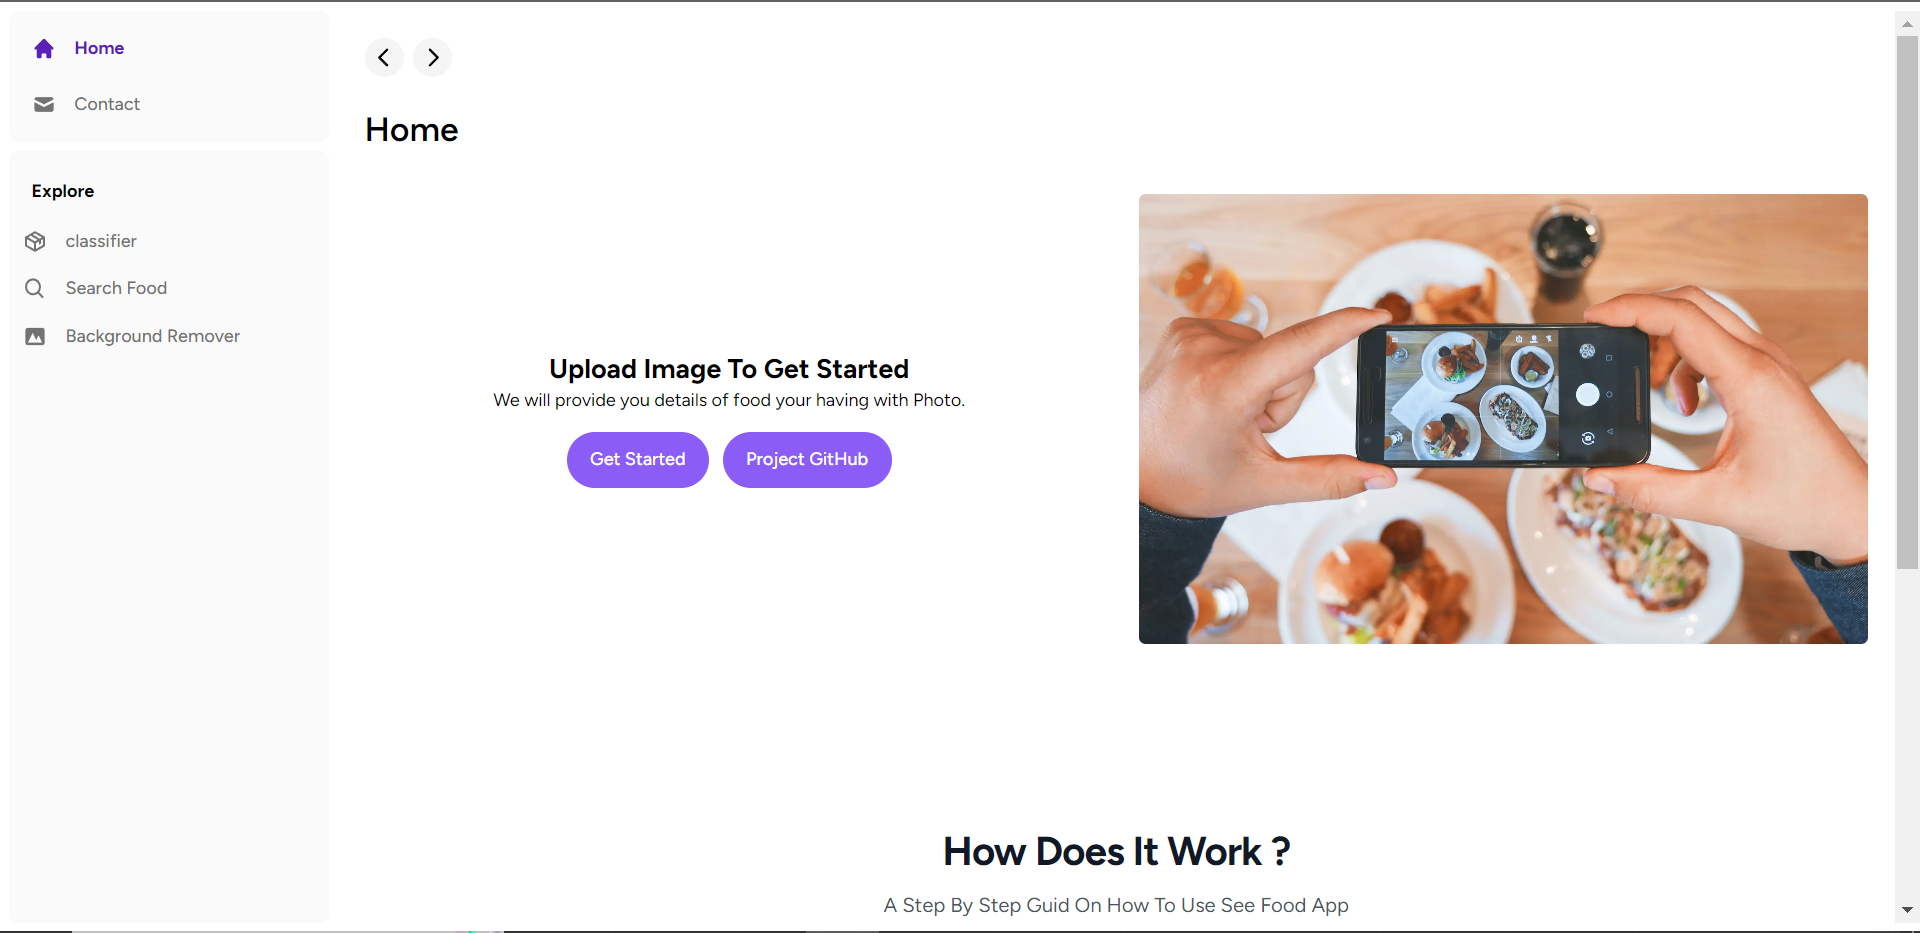 Home
Contact
Explore
classifier
Search Food
Background Remover
Home
Upload Image To Get Started
We will provide you details of food your having with Photo.
Get Started
Project GitHub
How Does It Work ?
A Step By Step Guid On How To Use See Food App